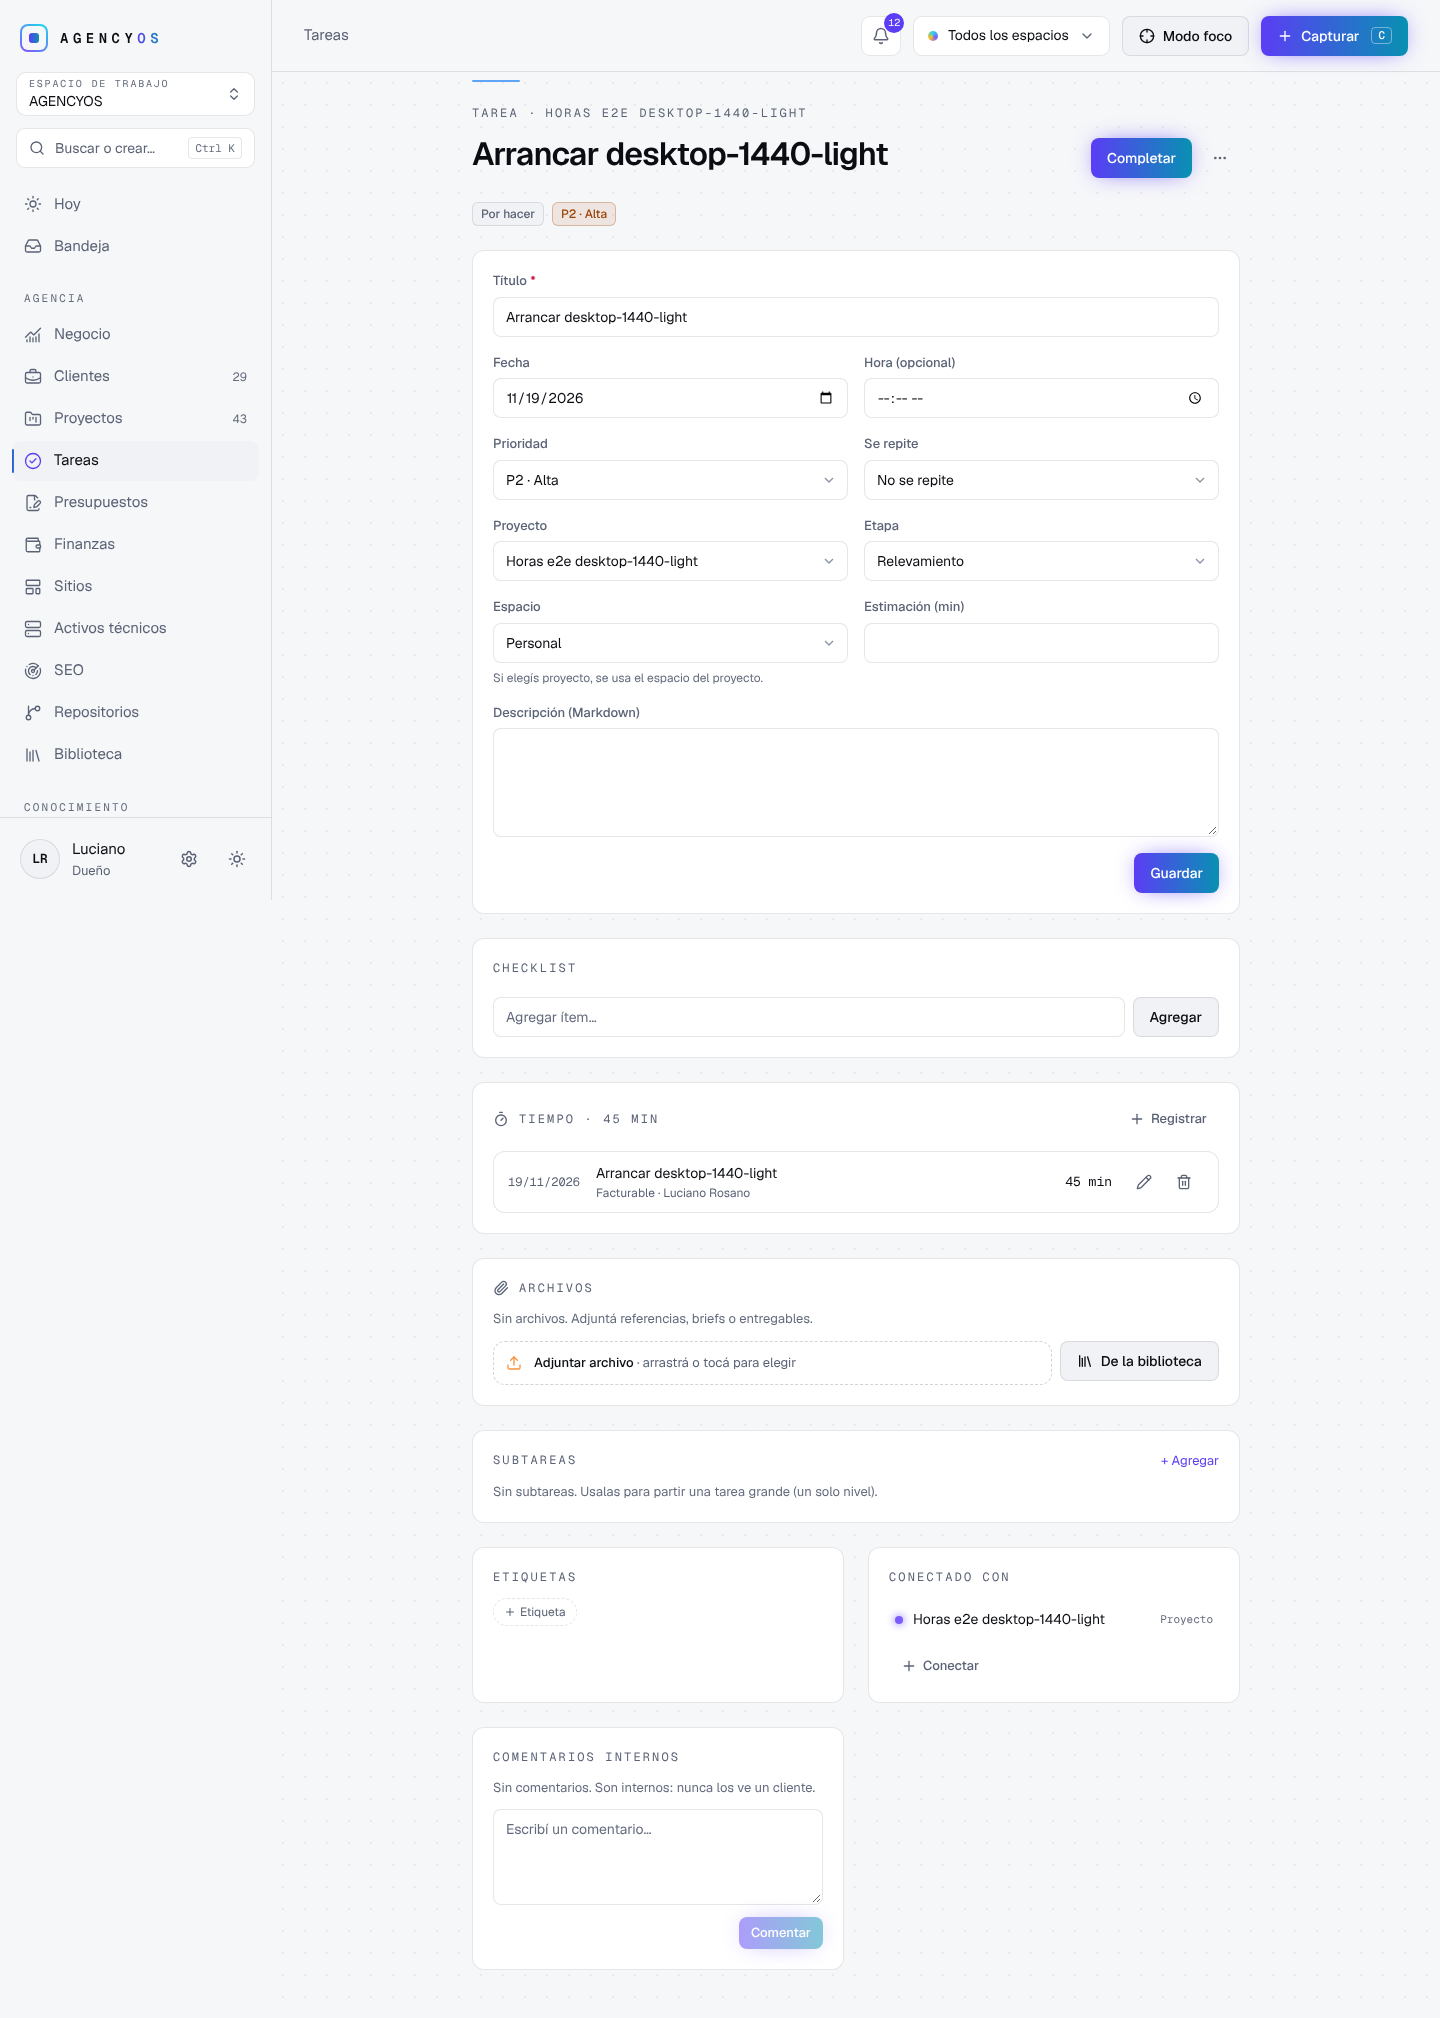 AGENCYOS
ESPACIO DE TRABAJO
AGENCYOS
Buscar o crear... Ctrl K
Hoy
Bandeja
AGENCIA
Negocio
Clientes 29
Proyectos 43
Tareas
Presupuestos
Finanzas
Sitios
Activos técnicos
SEO
Repositorios
Biblioteca
CONOCIMIENTO
LR
Luciano
Dueño
Tareas
12
Todos los espacios
Modo foco
+ Capturar C
TAREA · HORAS E2E DESKTOP-1440-LIGHT
Arrancar desktop-1440-light
Completar
Por hacer P2 · Alta
Título *
Arrancar desktop-1440-light
Fecha Hora (opcional)
11/19/2026 --:-- --
Prioridad Se repite
P2 · Alta No se repite
Proyecto Etapa
Horas e2e desktop-1440-light Relevamiento
Espacio Estimación (min)
Personal
Si elegís proyecto, se usa el espacio del proyecto.
Descripción (Markdown)
Guardar
CHECKLIST
Agregar ítem... Agregar
TIEMPO · 45 MIN + Registrar
19/11/2026 Arrancar desktop-1440-light 45 min
Facturable · Luciano Rosano
ARCHIVOS
Sin archivos. Adjuntá referencias, briefs o entregables.
Adjuntar archivo · arrastrá o tocá para elegir De la biblioteca
SUBTAREAS + Agregar
Sin subtareas. Usalas para partir una tarea grande (un solo nivel).
ETIQUETAS
+ Etiqueta
CONECTADO CON
Horas e2e desktop-1440-light Proyecto
+ Conectar
COMENTARIOS INTERNOS
Sin comentarios. Son internos: nunca los ve un cliente.
Escribí un comentario...
Comentar